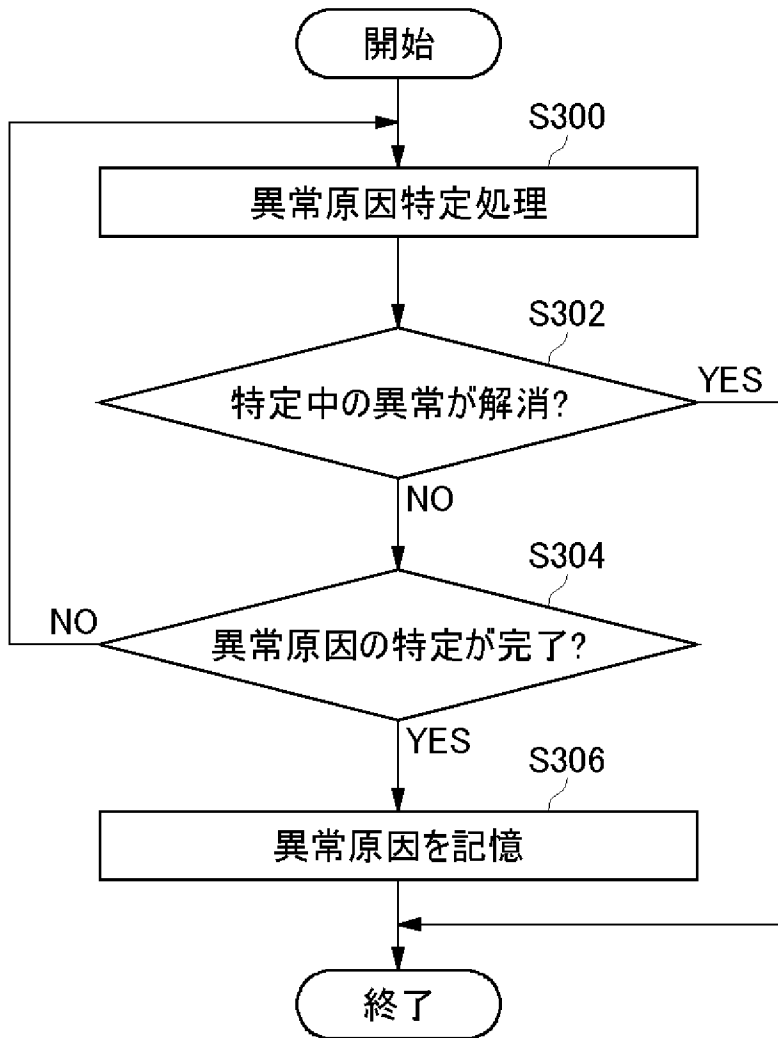 開始
S300
異常原因特定処理
S302
特定中の異常が解消?
YES
NO
S304
異常原因の特定が完了?
NO
YES
S306
異常原因を記憶
終了